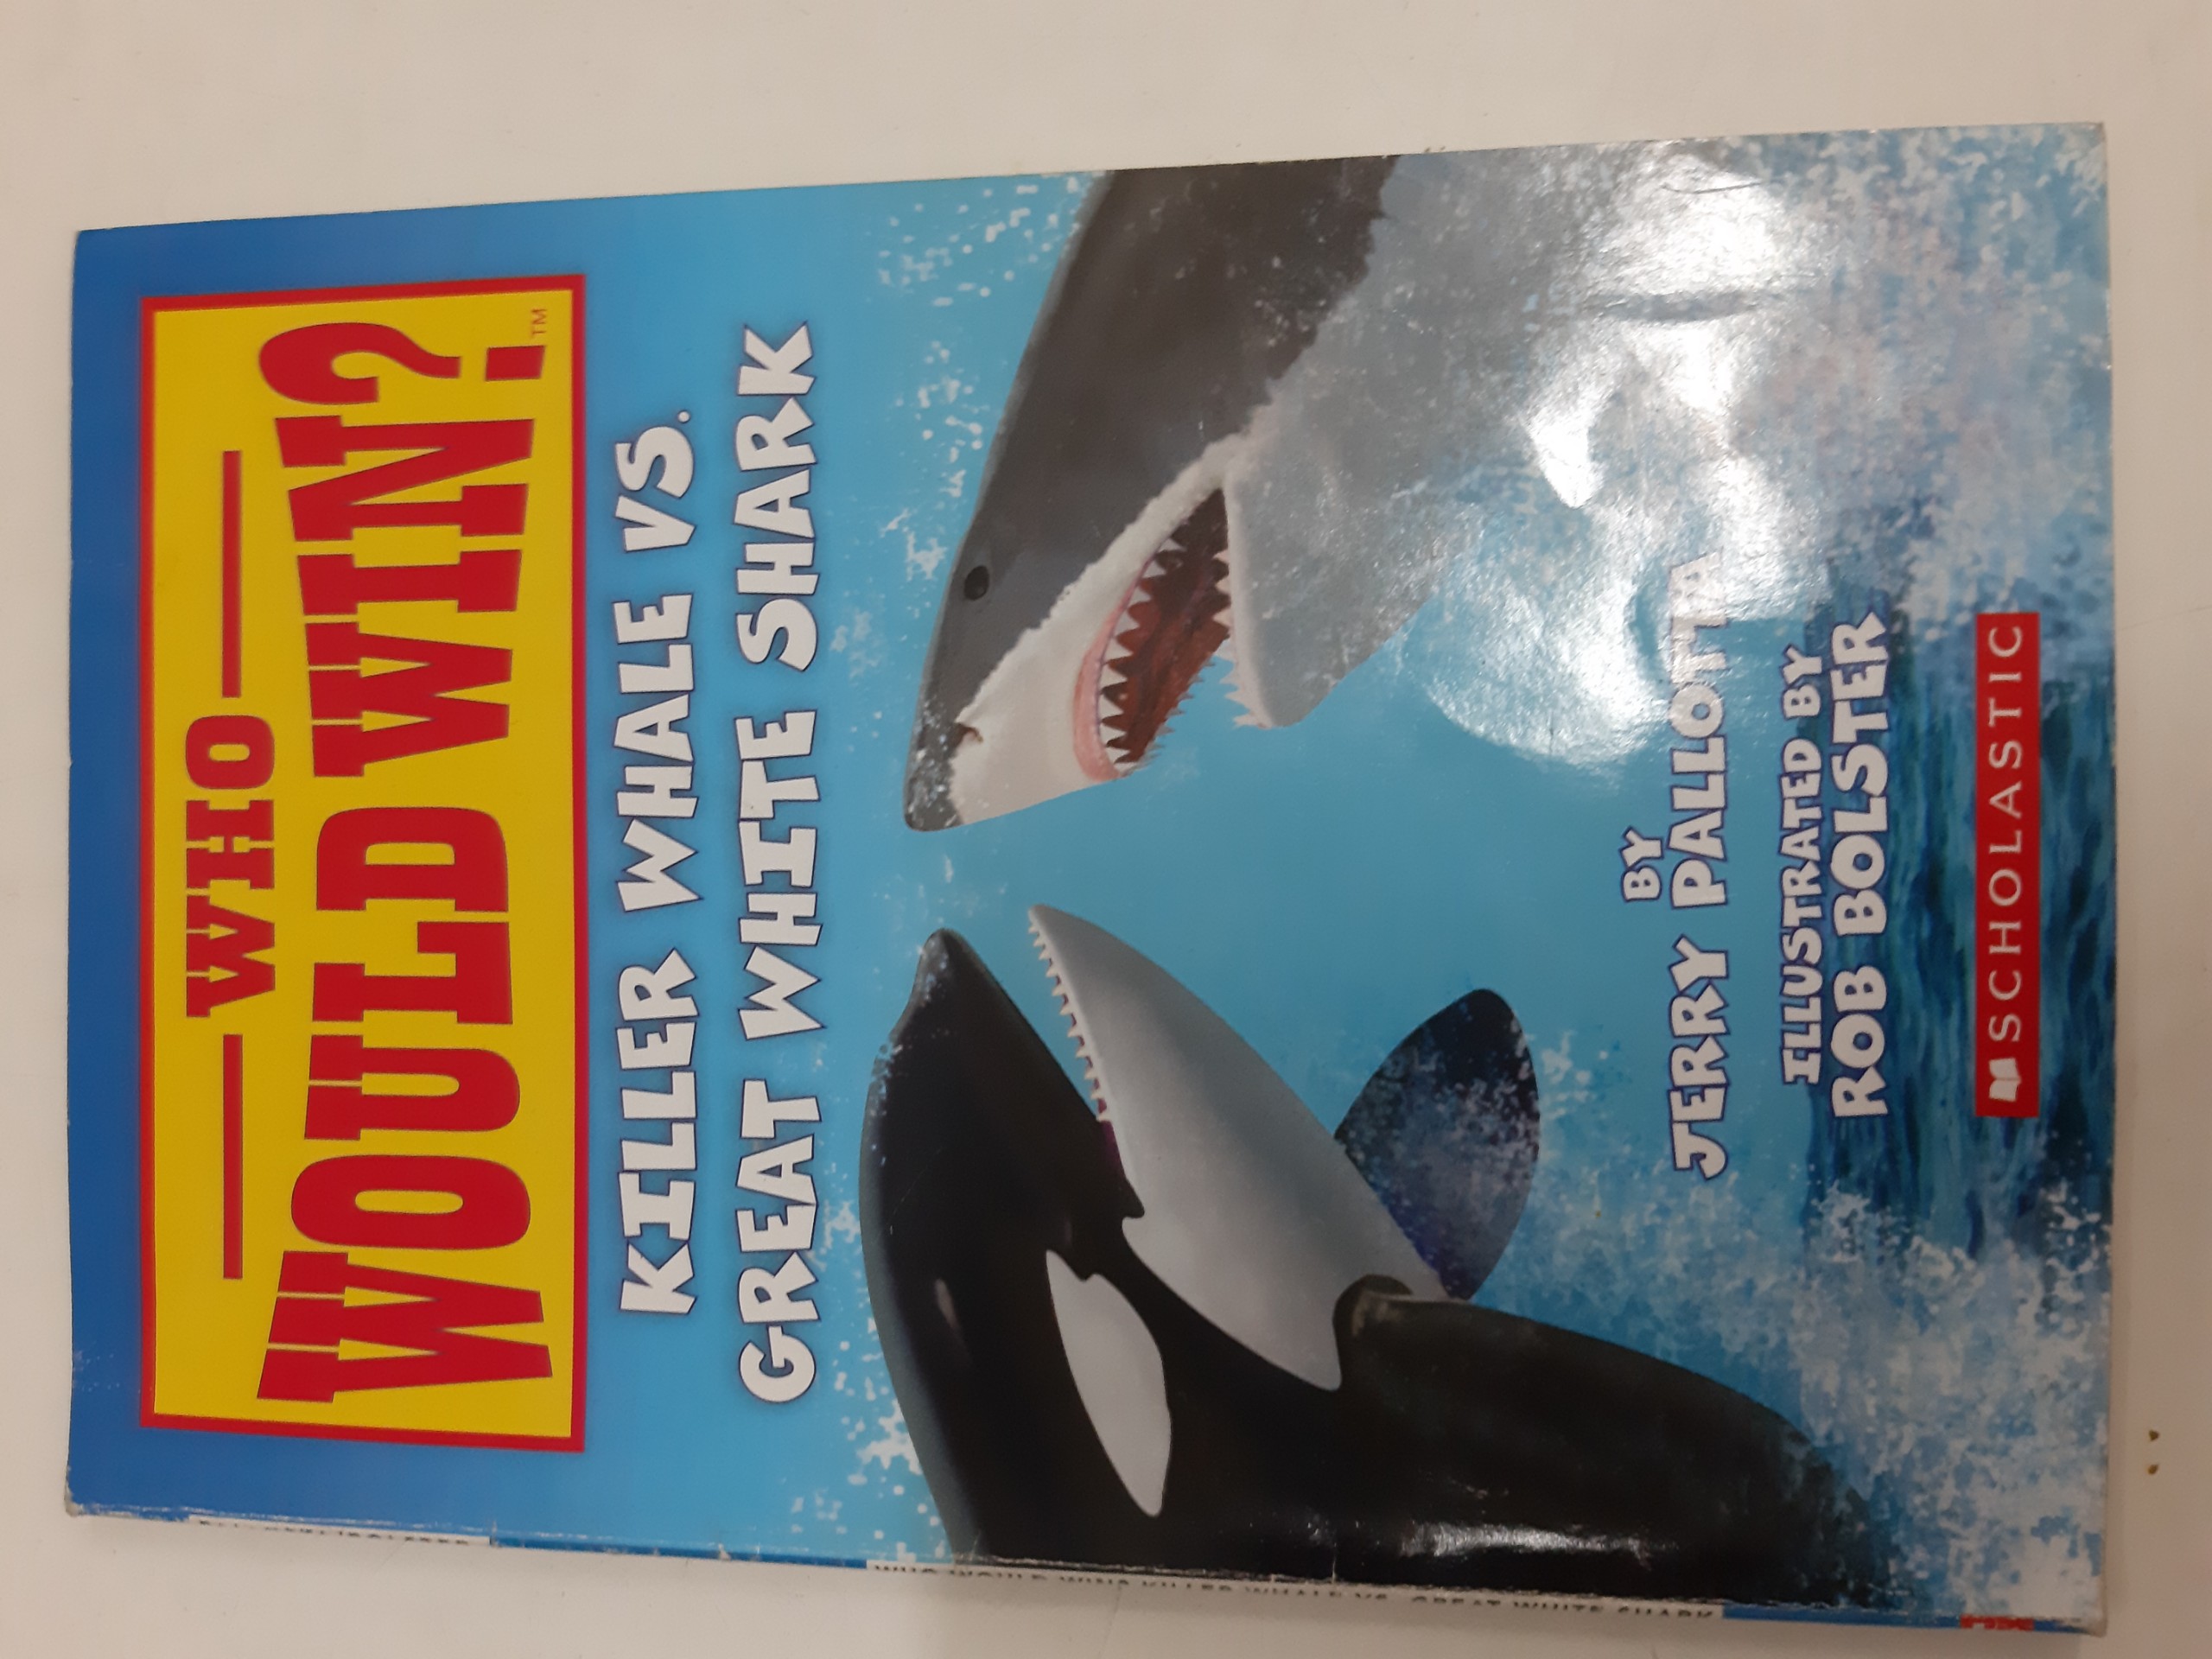 WHO
WOULD WIN?
TM
KILLER WHALE VS.
GREAT WHITE SHARK
BY
JERRY PALLOTTA
ILLUSTRATED BY
ROB BOLSTER
SCHOLASTIC